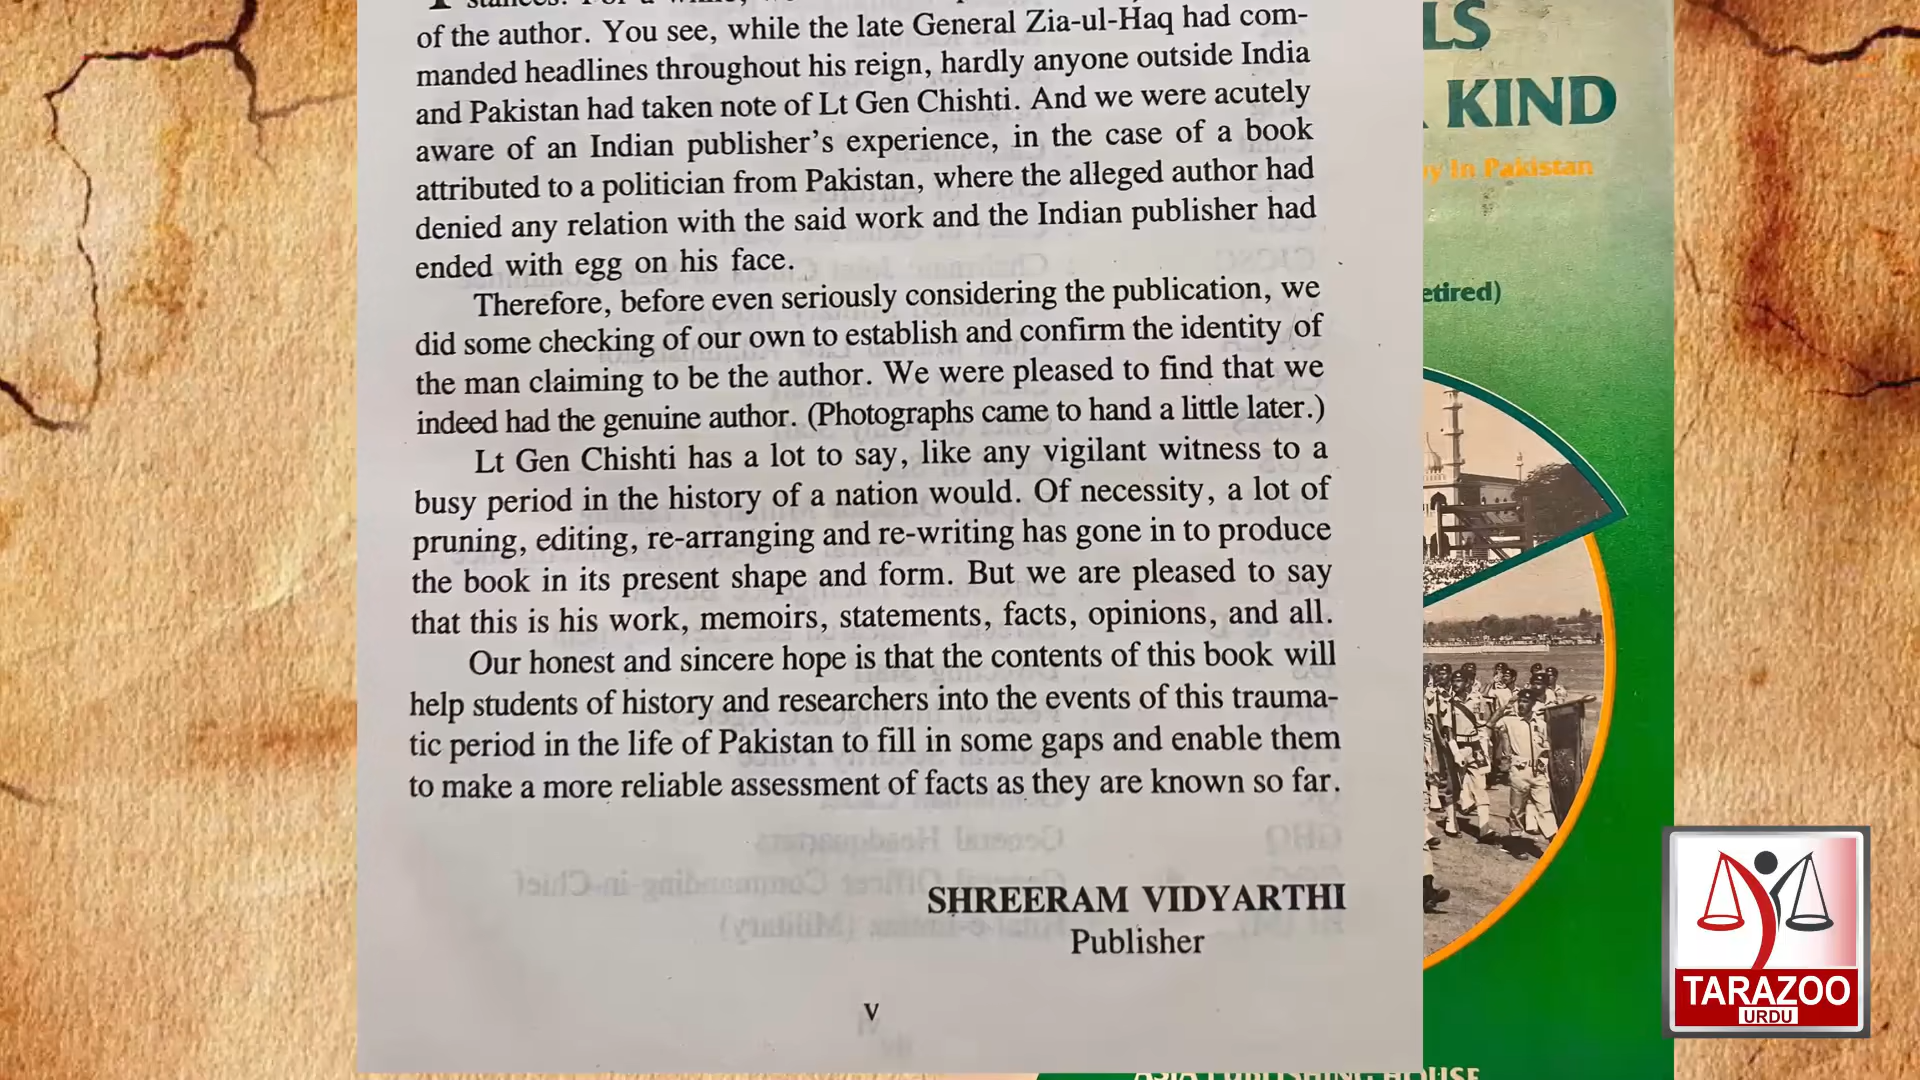 of the author. You see, while the late General Zia-ul-Haq had com-
manded headlines throughout his reign, hardly anyone outside India
and Pakistan had taken note of Lt Gen Chishti. And we were acutely
aware of an Indian publisher's experience, in the case of a book
attributed to a politician from Pakistan, where the alleged author had
denied any relation with the said work and the Indian publisher had
ended with egg on his face.
Therefore, before even seriously considering the publication, we
did some checking of our own to establish and confirm the identity of
the man claiming to be the author. We were pleased to find that we
indeed had the genuine author. (Photographs came to hand a little later.)
Lt Gen Chishti has a lot to say, like any vigilant witness to a
busy period in the history of a nation would. Of necessity, a lot of
pruning, editing, re-arranging and re-writing has gone in to produce
the book in its present shape and form. But we are pleased to say
that this is his work, memoirs, statements, facts, opinions, and all.
Our honest and sincere hope is that the contents of this book will
help students of history and researchers into the events of this trauma-
tic period in the life of Pakistan to fill in some gaps and enable them
to make a more reliable assessment of facts as they are known so far.
SHREERAM VIDYARTHI
Publisher
v
LS
KIND
y In Pakistan
etired)
TARAZOO
URDU